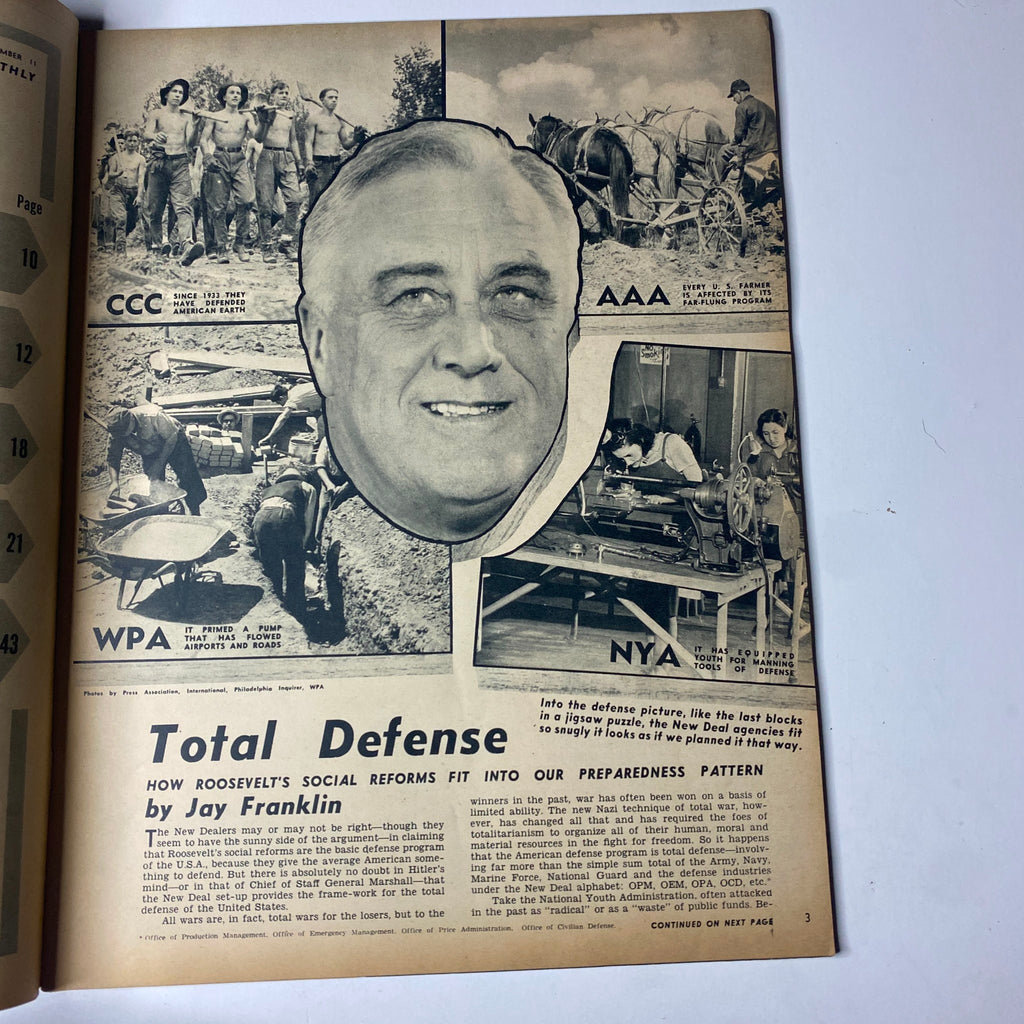 MBER 11
THLY
Page
10
12
18
21
43
CCC
SINCE 1933 THEY
HAVE DEFENDED
AMERICAN EARTH
AAA
EVERY U. S. FARMER
IS AFFECTED BY ITS
FAR-FLUNG PROGRAM
NO
SMOKING
WPA
IT PRIMED A PUMP
THAT HAS FLOWED
AIRPORTS AND ROADS
NYA
IT HAS EQUIPPED
YOUTH FOR MANNING
TOOLS OF DEFENSE
Photos by Press Association, International, Philadelphia Inquirer, WPA
Into the defense picture, like the last blocks
in a jigsaw puzzle, the New Deal agencies fit
so snugly it looks as if we planned it that way.
Total Defense
HOW ROOSEVELT'S SOCIAL REFORMS FIT INTO OUR PREPAREDNESS PATTERN
by Jay Franklin
The New Dealers may or may not be right—though they
seem to have the sunny side of the argument—in claiming
that Roosevelt's social reforms are the basic defense program
of the U.S.A., because they give the average American some-
thing to defend. But there is absolutely no doubt in Hitler's
mind—or in that of Chief of Staff General Marshall—that
the New Deal set-up provides the frame-work for the total
defense of the United States.
All wars are, in fact, total wars for the losers, but to the
winners in the past, war has often been won on a basis of
limited ability. The new Nazi technique of total war, how-
ever, has changed all that and has required the foes of
totalitarianism to organize all of their human, moral and
material resources in the fight for freedom. So it happens
that the American defense program is total defense—involv-
ing far more than the simple sum total of the Army, Navy,
Marine Force, National Guard and the defense industries
under the New Deal alphabet: OPM, OEM, OPA, OCD, etc.*
Take the National Youth Administration, often attacked
in the past as "radical" or as a "waste" of public funds. Be-
* Office of Production Management, Office of Emergency Management, Office of Price Administration, Office of Civilian Defense.
CONTINUED ON NEXT PAGE
3